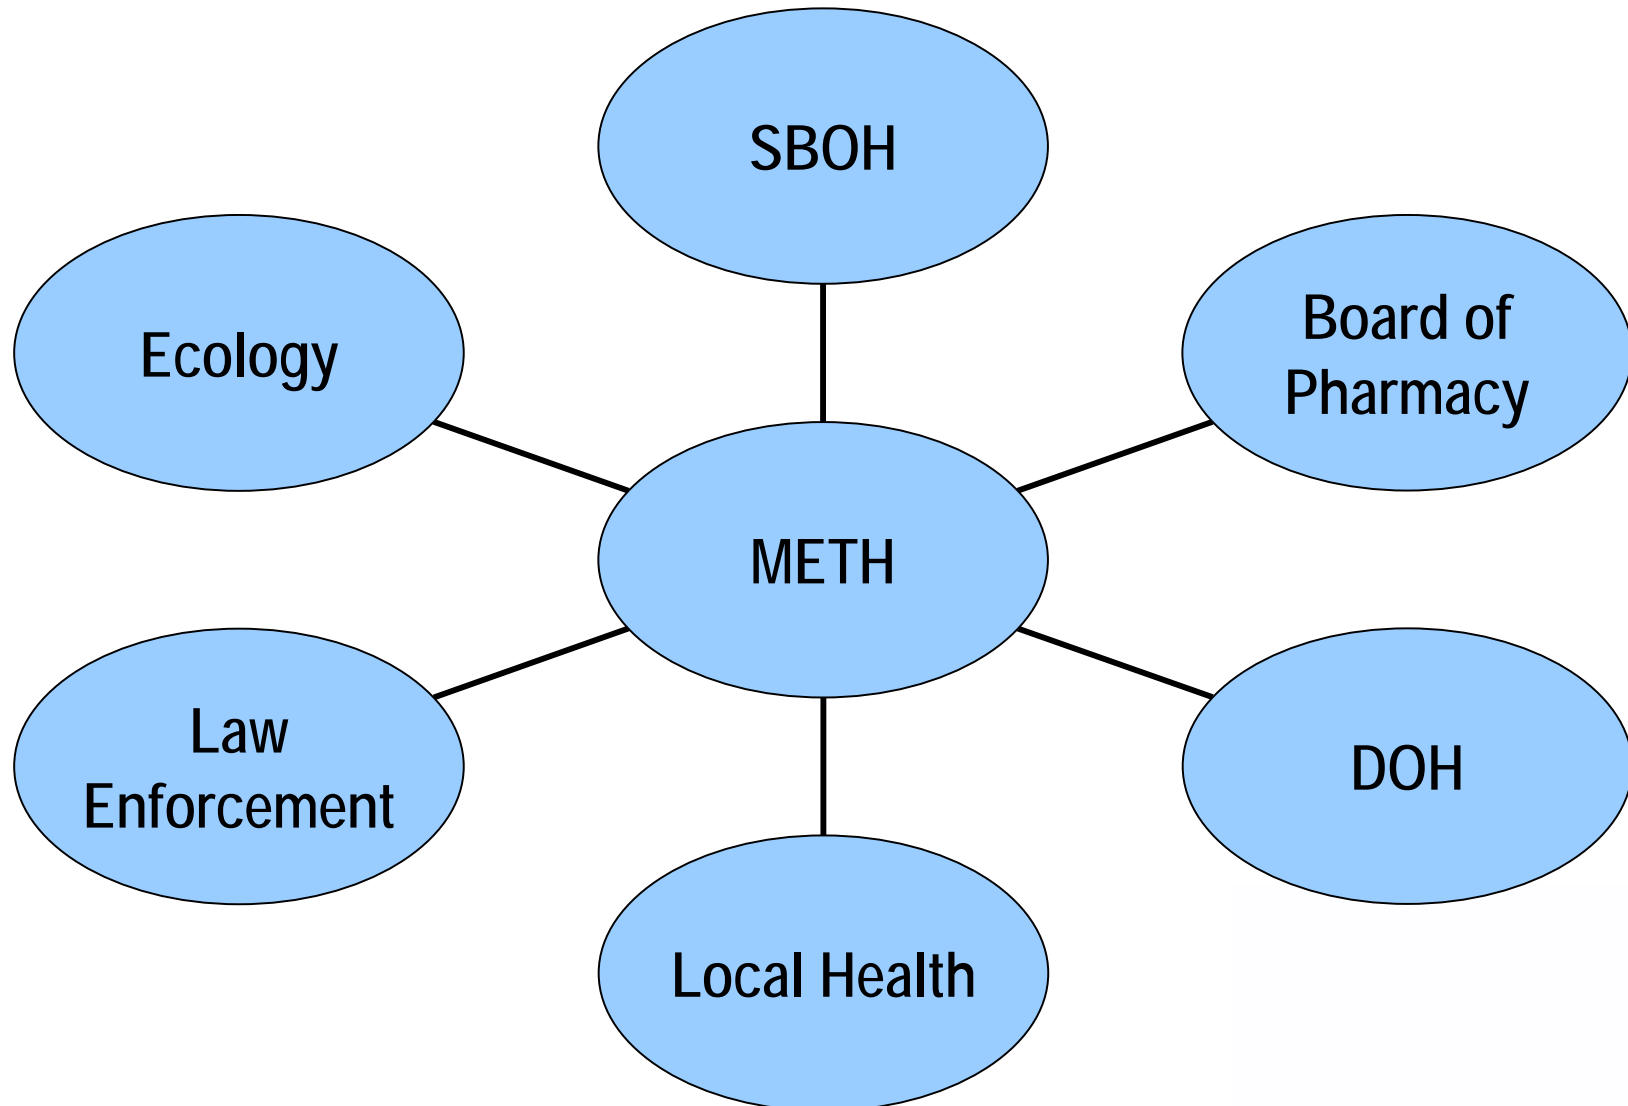 SBOH
Ecology
Board of
Pharmacy
METH
Law
Enforcement
DOH
Local Health